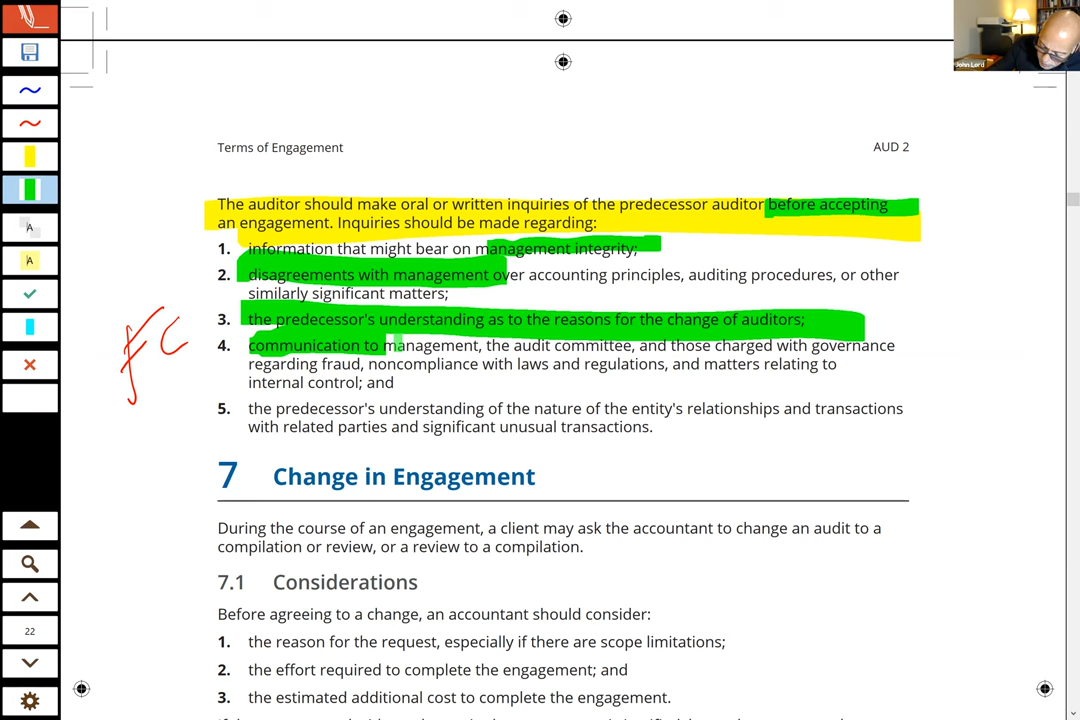 John Lord
Terms of Engagement
AUD 2
The auditor should make oral or written inquiries of the predecessor auditor before accepting
an engagement. Inquiries should be made regarding:
1. information that might bear on management integrity;
2. disagreements with management over accounting principles, auditing procedures, or other
similarly significant matters;
3. the predecessor's understanding as to the reasons for the change of auditors;
4. communication to management, the audit committee, and those charged with governance
regarding fraud, noncompliance with laws and regulations, and matters relating to
internal control; and
5. the predecessor's understanding of the nature of the entity's relationships and transactions
with related parties and significant unusual transactions.
7 Change in Engagement
During the course of an engagement, a client may ask the accountant to change an audit to a
compilation or review, or a review to a compilation.
7.1 Considerations
Before agreeing to a change, an accountant should consider:
1. the reason for the request, especially if there are scope limitations;
2. the effort required to complete the engagement; and
3. the estimated additional cost to complete the engagement.
A
A
22